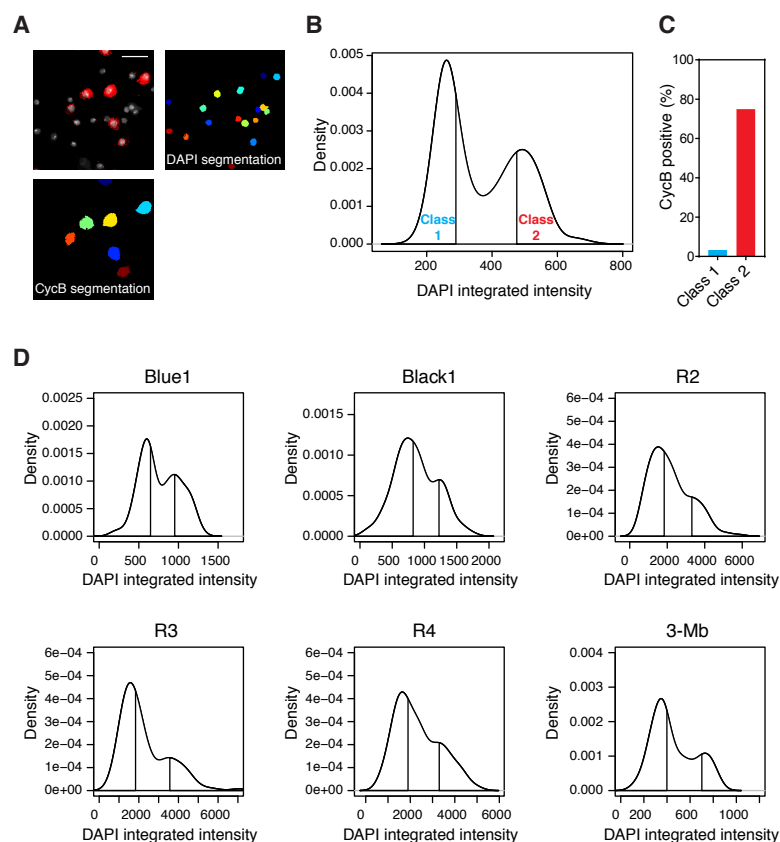 A
DAPI segmentation
CycB segmentation
B
0.005
0.004
0.003
0.002
0.001
0.000
Density
Class
1
Class
2
200
400
600
800
DAPI integrated intensity
C
100
80
60
40
20
0
CycB positive (%)
Class 1
Class 2
D
Blue1
0.0025
0.0020
0.0015
0.0010
0.0005
0.0000
Density
0
500
1000
1500
DAPI integrated intensity
Black1
0.0015
0.0010
0.0005
0.0000
Density
0
500
1000
1500
2000
DAPI integrated intensity
R2
6e−04
5e−04
4e−04
3e−04
2e−04
1e−04
0e+00
Density
0
2000
4000
6000
DAPI integrated intensity
R3
6e−04
5e−04
4e−04
3e−04
2e−04
1e−04
0e+00
Density
0
2000
4000
6000
DAPI integrated intensity
R4
6e−04
5e−04
4e−04
3e−04
2e−04
1e−04
0e+00
Density
0
1000
2000
3000
4000
5000
6000
DAPI integrated intensity
3-Mb
0.004
0.003
0.002
0.001
0.000
Density
0
200
400
600
1000
DAPI integrated intensity